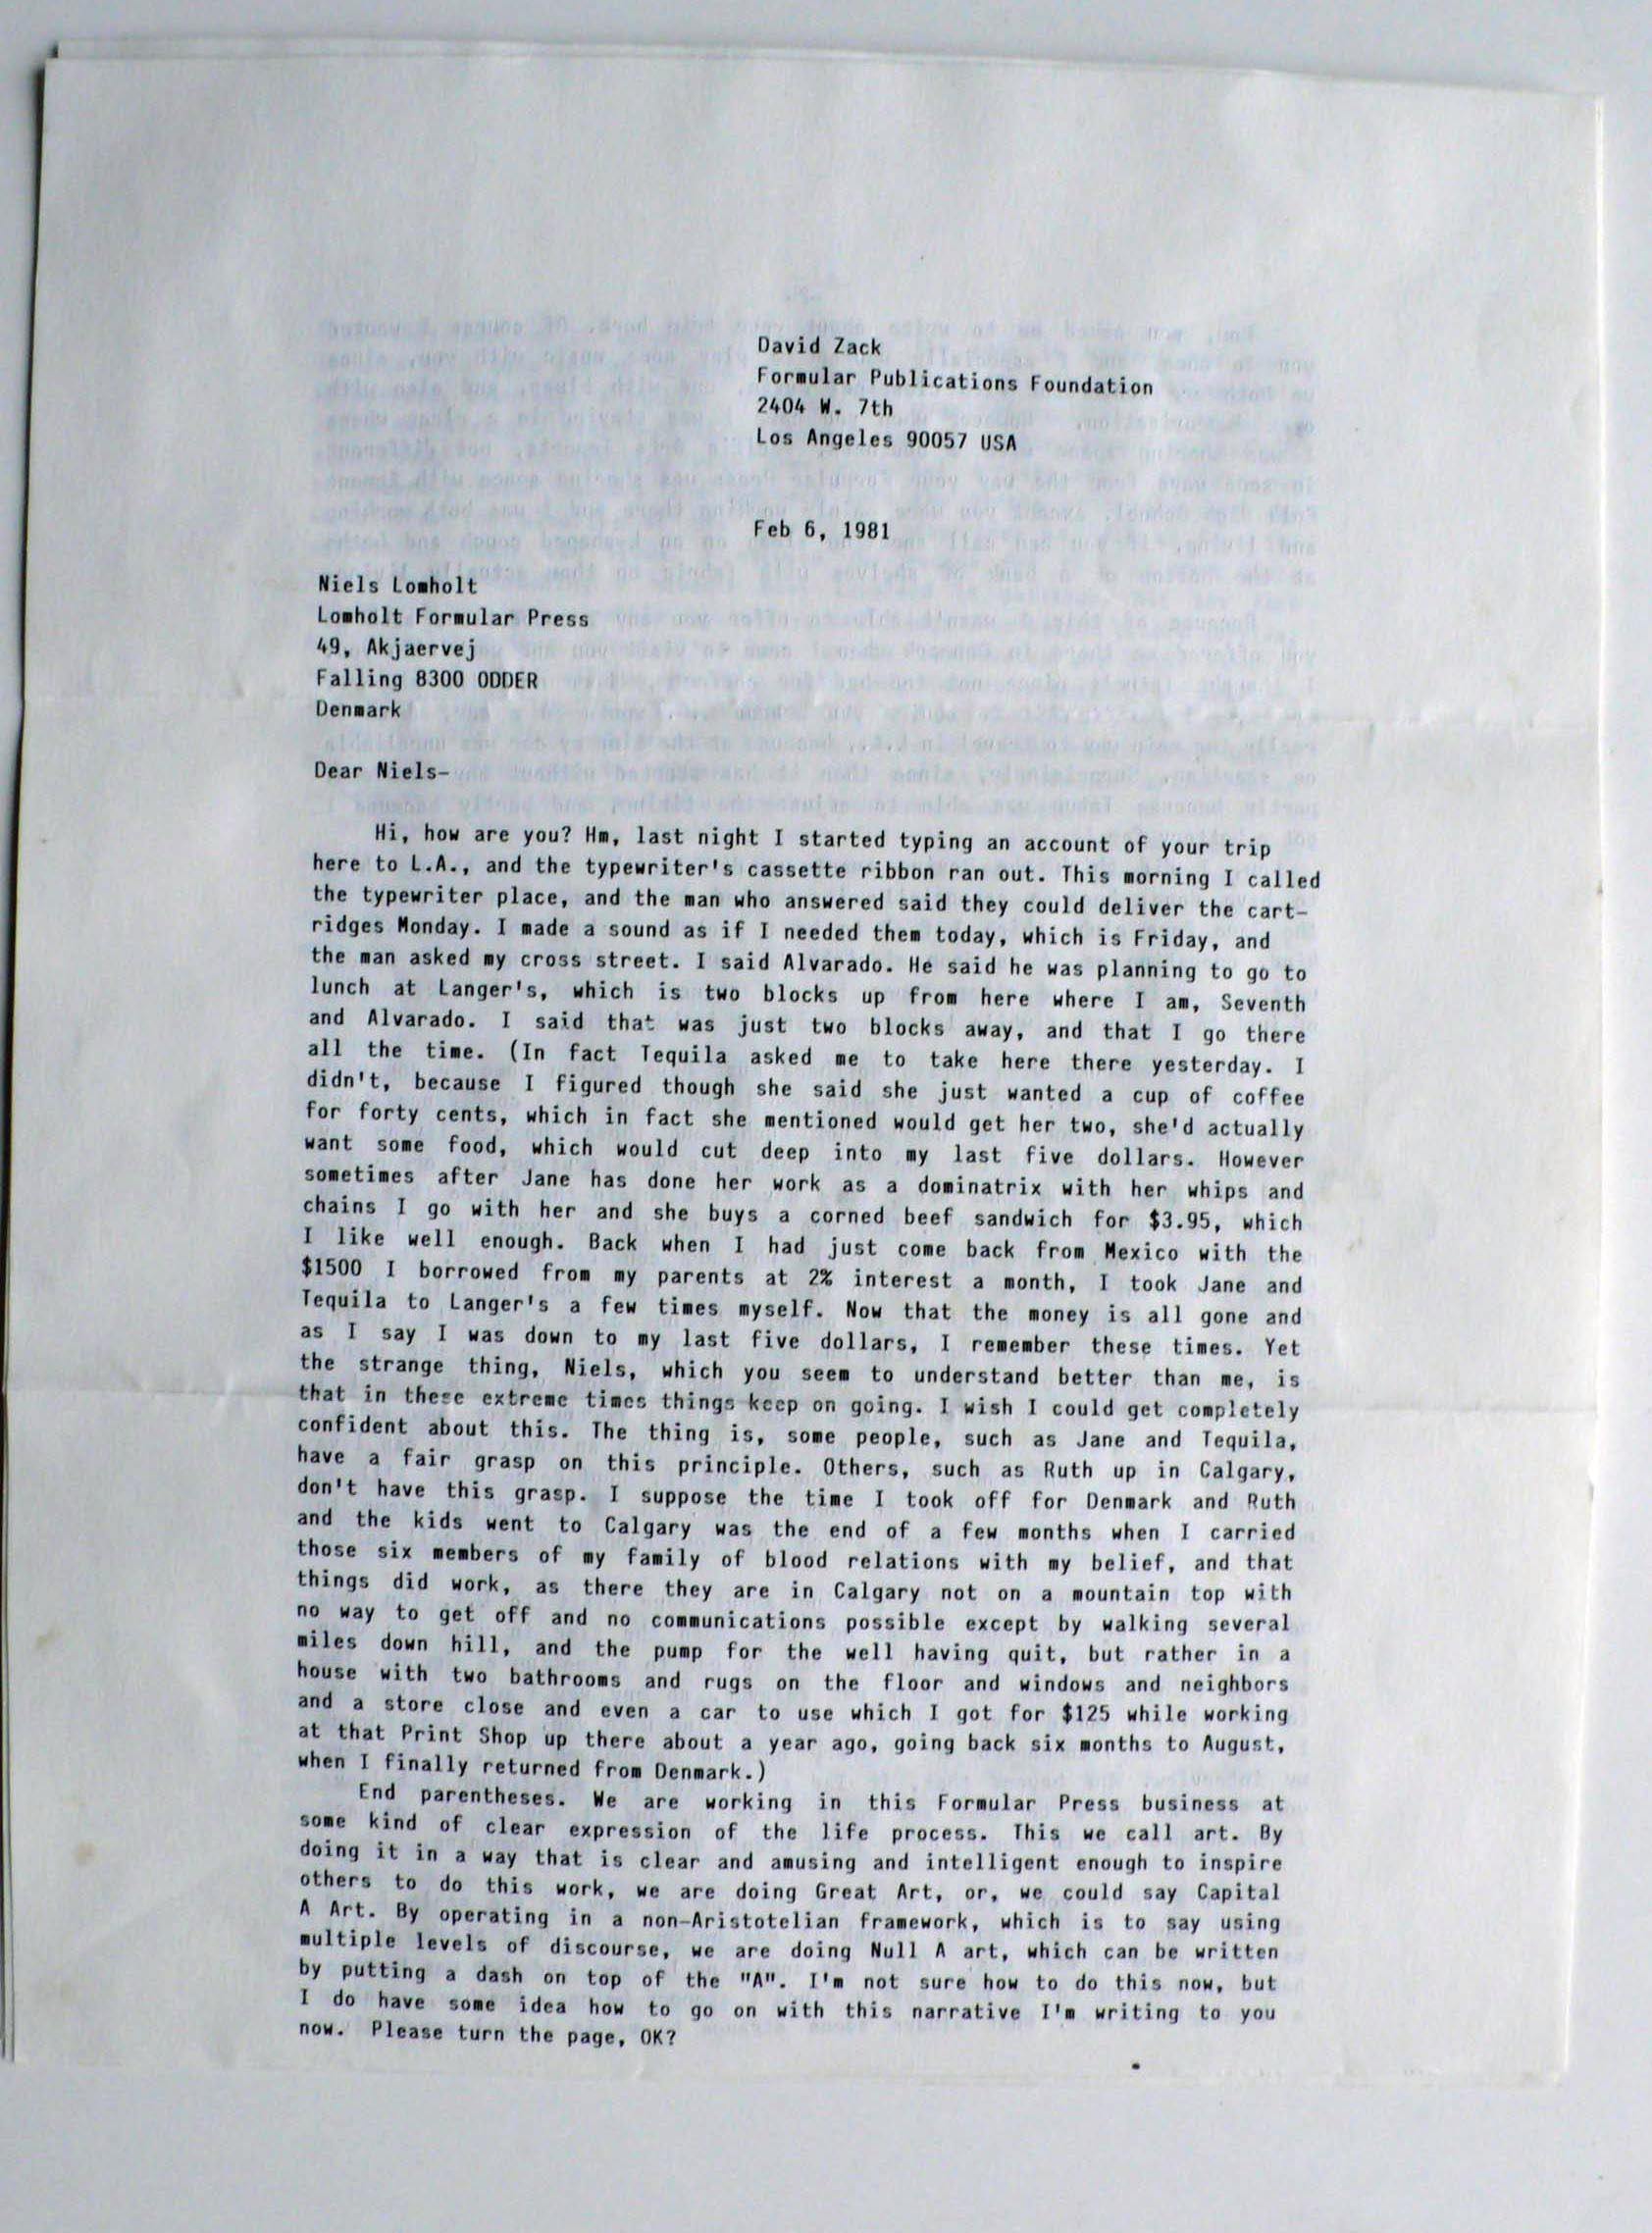 David Zack
Formular Publications Foundation
2404 W. 7th
Los Angeles 90057 USA
Feb 6, 1981
Niels Lomholt
Lomholt Formular Press
49, Akjaervej
Falling 8300 ODDER
Denmark
Dear Niels-
Hi, how are you? Hm, last night I started typing an account of your trip
here to L.A., and the typewriter's cassette ribbon ran out. This morning I called
the typewriter place, and the man who answered said they could deliver the cart-
ridges Monday. I made a sound as if I needed them today, which is Friday, and
the man asked my cross street. I said Alvarado. He said he was planning to go to
lunch at Langer's, which is two blocks up from here where I am, Seventh
and Alvarado. I said that was just two blocks away, and that I go there
all the time. (In fact Tequila asked me to take here there yesterday. I
didn't, because I figured though she said she just wanted a cup of coffee
for forty cents, which in fact she mentioned would get her two, she'd actually
want some food, which would cut deep into my last five dollars. However
sometimes after Jane has done her work as a dominatrix with her whips and
chains I go with her and she buys a corned beef sandwich for $3.95, which
I like well enough. Back when I had just come back from Mexico with the
$1500 I borrowed from my parents at 2% interest a month, I took Jane and
Tequila to Langer's a few times myself. Now that the money is all gone and
as I say I was down to my last five dollars, I remember these times. Yet
the strange thing, Niels, which you seem to understand better than me, is
that in these extreme times things keep on going. I wish I could get completely
confident about this. The thing is, some people, such as Jane and Tequila,
have a fair grasp on this principle. Others, such as Ruth up in Calgary,
don't have this grasp. I suppose the time I took off for Denmark and Ruth
and the kids went to Calgary was the end of a few months when I carried
those six members of my family of blood relations with my belief, and that
things did work, as there they are in Calgary not on a mountain top with
no way to get off and no communications possible except by walking several
miles down hill, and the pump for the well having quit, but rather in a
house with two bathrooms and rugs on the floor and windows and neighbors
and a store close and even a car to use which I got for $125 while working
at that Print Shop up there about a year ago, going back six months to August,
when I finally returned from Denmark.)
End parentheses. We are working in this Formular Press business at
some kind of clear expression of the life process. This we call art. By
doing it in a way that is clear and amusing and intelligent enough to inspire
others to do this work, we are doing Great Art, or, we could say Capital
A Art. By operating in a non-Aristotelian framework, which is to say using
multiple levels of discourse, we are doing Null A art, which can be written
by putting a dash on top of the "A". I'm not sure how to do this now, but
I do have some idea how to go on with this narrative I'm writing to you
now. Please turn the page, OK?